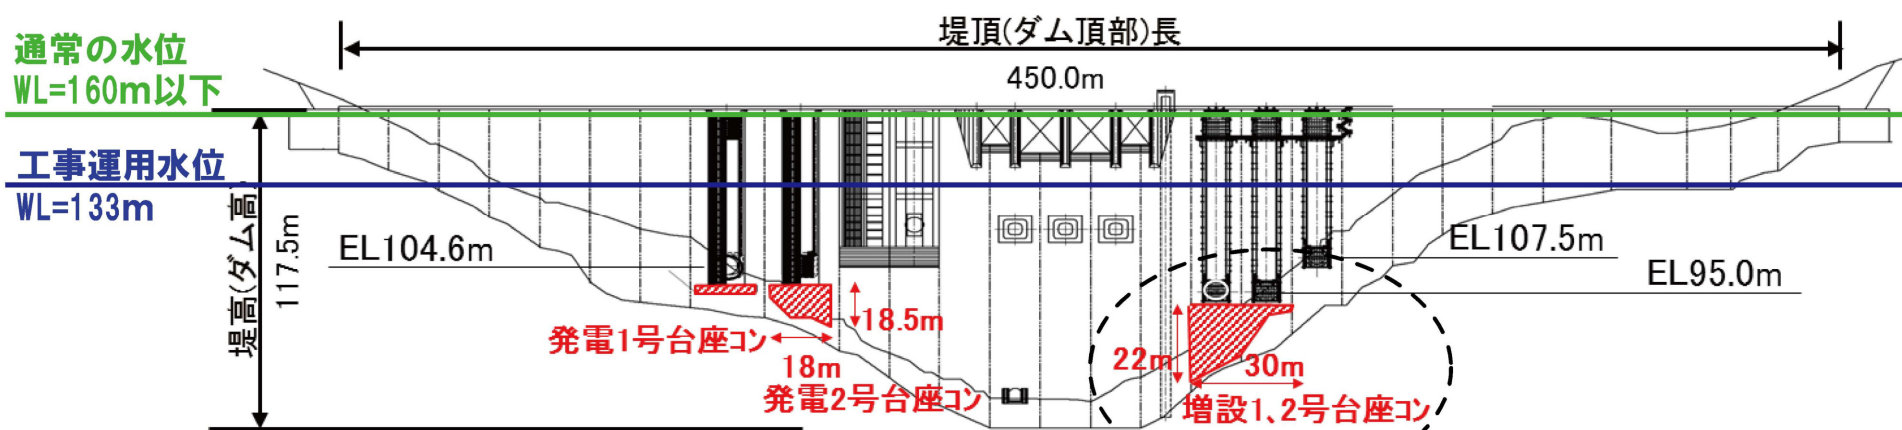 堤頂(ダム頂部)長
450.0m
通常の水位
WL=160m以下
工事運用水位
WL=133m
堤高(ダム高)
117.5m
EL104.6m
EL107.5m
EL95.0m
18.5m
発電1号台座コン
18m
発電2号台座コン
22m
30m
増設1、2号台座コン